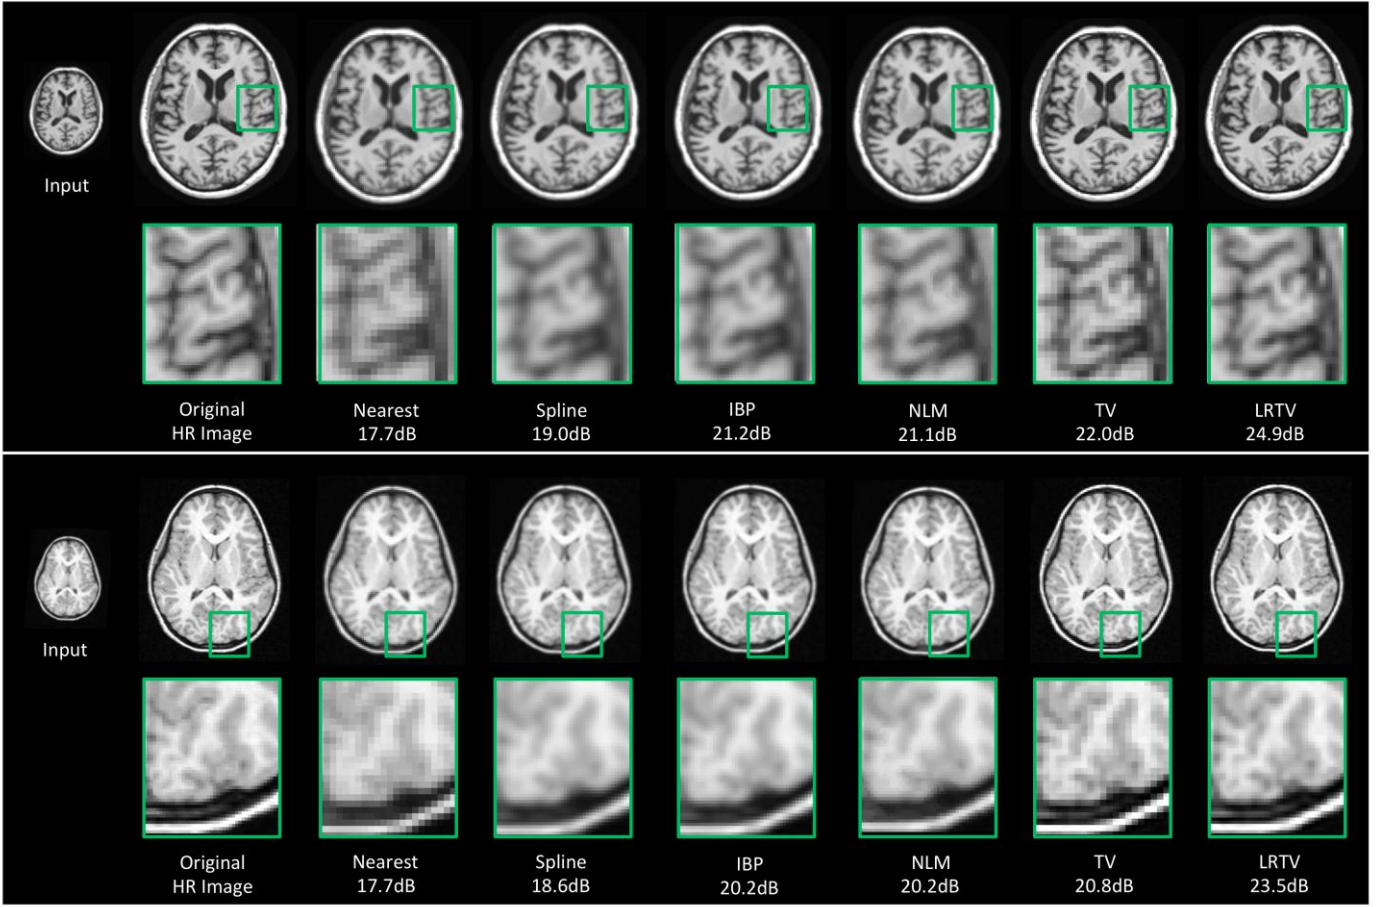 Input
Original
HR Image
Nearest
17.7dB
Spline
19.0dB
IBP
21.2dB
NLM
21.1dB
TV
22.0dB
LRTV
24.9dB
Input
Original
HR Image
Nearest
17.7dB
Spline
18.6dB
IBP
20.2dB
NLM
20.2dB
TV
20.8dB
LRTV
23.5dB